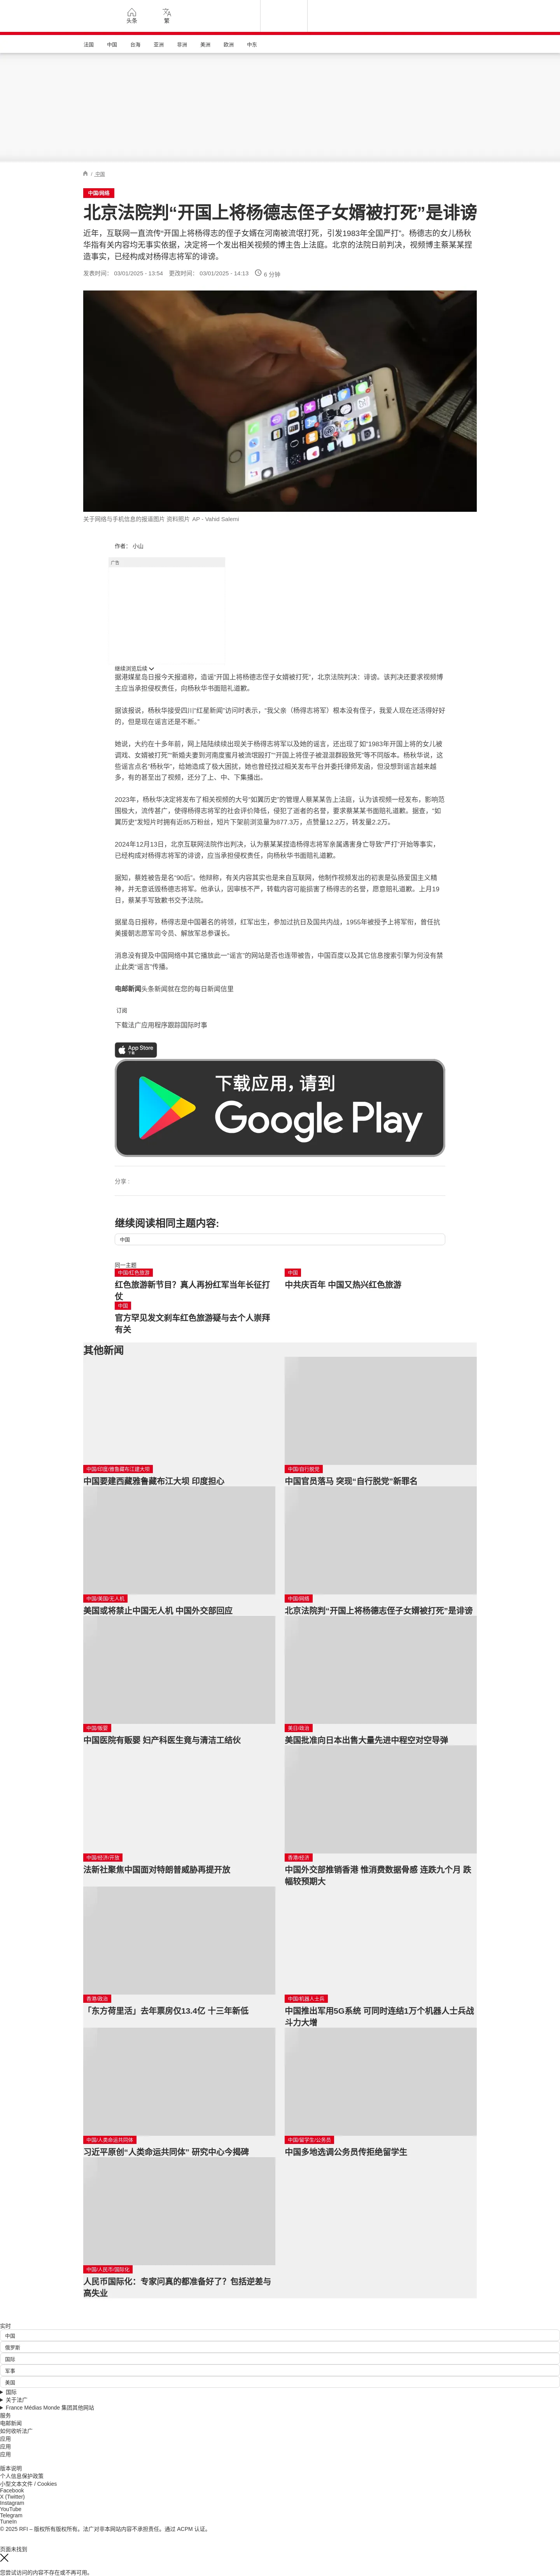 头条
繁
法国
中国
台海
亚洲
非洲
美洲
欧洲
中东
/ 中国
中国/网络
北京法院判“开国上将杨德志侄子女婿被打死”是诽谤
近年，互联网一直流传“开国上将杨得志的侄子女婿在河南被流氓打死，引发1983年全国严打”。杨德志的女儿杨秋
华指有关内容均无事实依据，决定将一个发出相关视频的博主告上法庭。北京的法院日前判决，视频博主蔡某某捏
造事实，已经构成对杨得志将军的诽谤。
发表时间： 03/01/2025 - 13:54 更改时间： 03/01/2025 - 14:13 6 分钟
关于网络与手机信息的报道图片 资料图片 AP - Vahid Salemi
作者： 小山
广告
继续浏览后续
据港媒星岛日报今天报道称，造谣“开国上将杨德志侄子女婿被打死”，北京法院判决：诽谤。该判决还要求视频博
主应当承担侵权责任，向杨秋华书面赔礼道歉。
据该报说，杨秋华接受四川“红星新闻”访问时表示，“我父亲（杨得志将军）根本没有侄子，我爱人现在还活得好好
的，但是现在谣言还是不断。”
她说，大约在十多年前，网上陆陆续续出现关于杨得志将军以及她的谣言，还出现了如“1983年开国上将的女儿被
调戏、女婿被打死”“新婚夫妻到河南度蜜月被流氓殴打”“开国上将侄子被混混群殴致死”等不同版本。杨秋华说，这
些谣言点名“杨秋华”，给她造成了极大困扰，她也曾经找过相关发布平台并委托律师发函，但没想到谣言越来越
多，有的甚至出了视频，还分了上、中、下集播出。
2023年，杨秋华决定将发布了相关视频的大号“如翼历史”的管理人蔡某某告上法庭，认为该视频一经发布，影响范
围极大，流传甚广，使得杨得志将军的社会评价降低，侵犯了逝者的名誉，要求蔡某某书面赔礼道歉。据查，“如
翼历史”发短片时拥有近85万粉丝，短片下架前浏览量为877.3万，点赞量12.2万，转发量2.2万。
2024年12月13日，北京互联网法院作出判决，认为蔡某某捏造杨得志将军亲属遇害身亡导致“严打”开始等事实，
已经构成对杨得志将军的诽谤，应当承担侵权责任，向杨秋华书面赔礼道歉。
据知，蔡姓被告是名“90后”。他辩称，有关内容其实也是来自互联网，他制作视频发出的初衷是弘扬爱国主义精
神，并无意诋毁杨德志将军。他承认，因审核不严，转载内容可能损害了杨得志的名誉，愿意赔礼道歉。上月19
日，蔡某手写致歉书交予法院。
据星岛日报称，杨得志是中国著名的将领，红军出生，参加过抗日及国共内战，1955年被授予上将军衔，曾任抗
美援朝志愿军司令员、解放军总参谋长。
消息没有提及中国网络中其它播放此一“谣言”的网站是否也连带被告，中国百度以及其它信息搜索引擎为何没有禁
止此类“谣言”传播。
电邮新闻头条新闻就在您的每日新闻信里
订阅
下载法广应用程序跟踪国际时事
App Store
下载
下载应用，请到
Google Play
分享 :
继续阅读相同主题内容:
中国
同一主题
中国/红色旅游
红色旅游新节目？真人再扮红军当年长征打
仗
中国
中共庆百年 中国又热兴红色旅游
中国
官方罕见发文刹车红色旅游疑与去个人崇拜
有关
其他新闻
中国/印度/雅鲁藏布江建大坝
中国要建西藏雅鲁藏布江大坝 印度担心
中国/自行脱党
中国官员落马 突现“自行脱党”新罪名
中国/美国/无人机
美国或将禁止中国无人机 中国外交部回应
中国/网络
北京法院判“开国上将杨德志侄子女婿被打死”是诽谤
中国/贩婴
中国医院有贩婴 妇产科医生竟与清洁工结伙
美日/政治
美国批准向日本出售大量先进中程空对空导弹
中国/经济/开放
法新社聚焦中国面对特朗普威胁再提开放
香港/经济
中国外交部推销香港 惟消费数据骨感 连跌九个月 跌
幅较预期大
香港/政治
「东方荷里活」去年票房仅13.4亿 十三年新低
中国/机器人士兵
中国推出军用5G系统 可同时连结1万个机器人士兵战
斗力大增
中国/人类命运共同体
习近平原创“人类命运共同体” 研究中心今揭碑
中国/留学生/公务员
中国多地选调公务员传拒绝留学生
中国/人民币/国际化
人民币国际化：专家问真的都准备好了？包括逆差与
高失业
实时
中国
俄罗斯
国际
军事
美国
国际
关于法广
France Médias Monde 集团其他网站
服务
电邮新闻
如何收听法广
应用
应用
应用
版本说明
个人信息保护政策
小型文本文件 / Cookies
Facebook
X (Twitter)
Instagram
YouTube
Telegram
TuneIn
© 2025 RFI – 版权所有版权所有。法广对非本网站内容不承担责任。通过 ACPM 认证。
页面未找到
您尝试访问的内容不存在或不再可用。